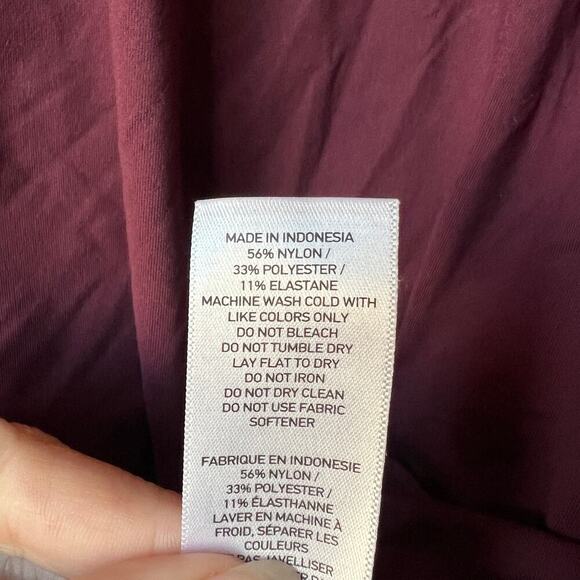 MADE IN INDONESIA
56% NYLON /
33% POLYESTER /
11% ELASTANE
MACHINE WASH COLD WITH
LIKE COLORS ONLY
DO NOT BLEACH
DO NOT TUMBLE DRY
LAY FLAT TO DRY
DO NOT IRON
DO NOT DRY CLEAN
DO NOT USE FABRIC
SOFTENER
FABRIQUE EN INDONESIE
56% NYLON /
33% POLYESTER /
11% ÉLASTHANNE
LAVER EN MACHINE À
FROID, SÉPARER LES
COULEURS
PAS JAVELLISER